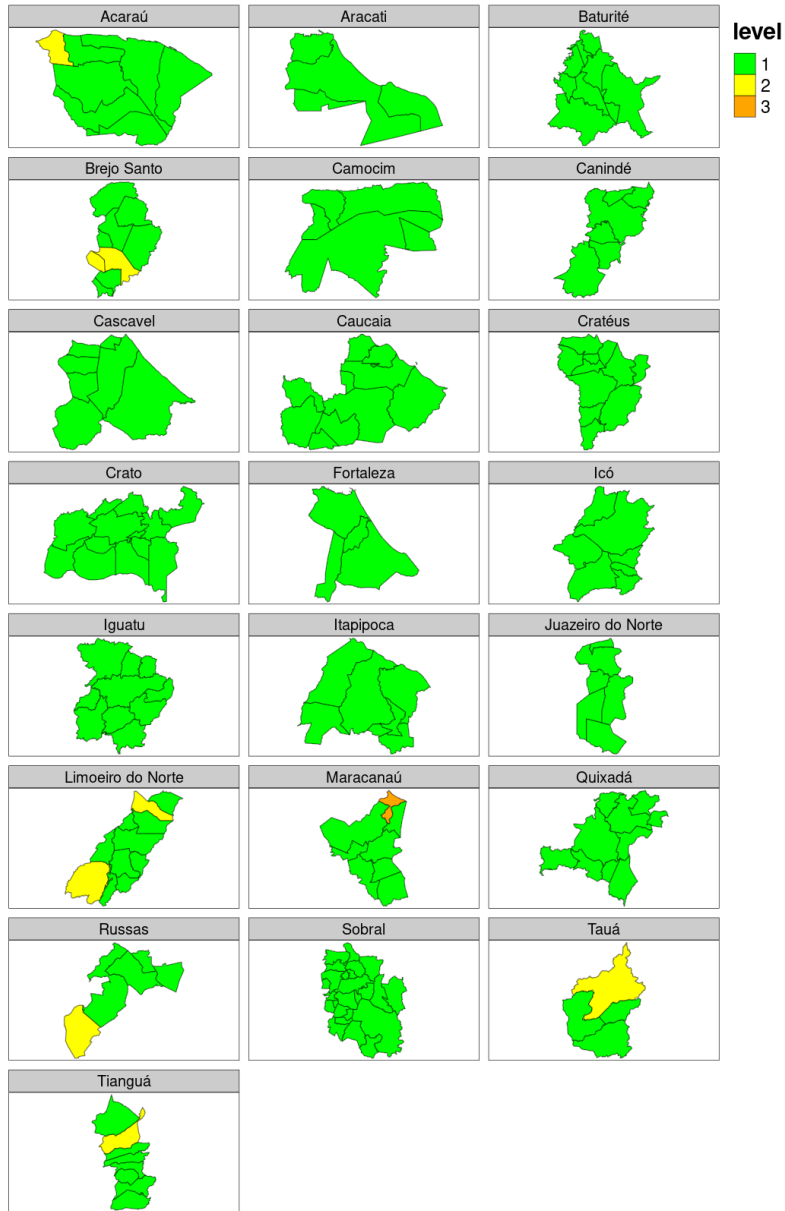 Acaraú
Aracati
Baturité
level
1
2
3
Brejo Santo
Camocim
Canindé
Cascavel
Caucaia
Cratéus
Crato
Fortaleza
Icó
Iguatu
Itapipoca
Juazeiro do Norte
Limoeiro do Norte
Maracanaú
Quixadá
Russas
Sobral
Tauá
Tianguá